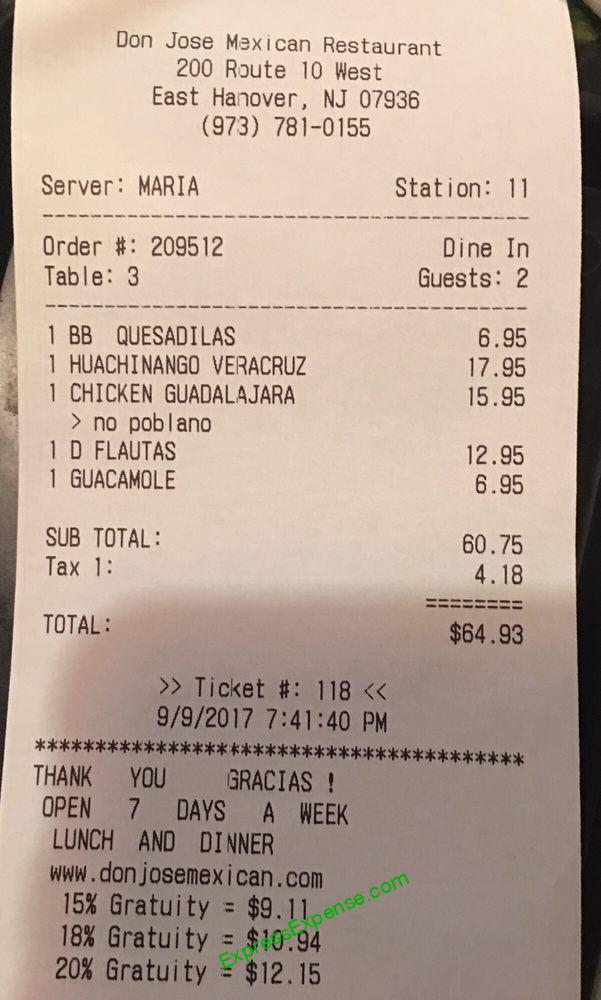 Don Jose Mexican Restaurant
200 Route 10 West
East Hanover, NJ 07936
(973) 781-0155
Server: MARIA Station: 11
------------------------------------------
Order #: 209512 Dine In
Table: 3 Guests: 2
------------------------------------------
1 BB QUESADILAS 6.95
1 HUACHINANGO VERACRUZ 17.95
1 CHICKEN GUADALAJARA 15.95
> no poblano
1 D FLAUTAS 12.95
1 GUACAMOLE 6.95
SUB TOTAL: 60.75
Tax 1: 4.18
========
TOTAL: $64.93
>> Ticket #: 118 <<
9/9/2017 7:41:40 PM
*****************************************
THANK YOU GRACIAS !
OPEN 7 DAYS A WEEK
LUNCH AND DINNER
www.donjosemexican.com
15% Gratuity = $9.11
18% Gratuity = $10.94
20% Gratuity = $12.15
ExpressExpense.com